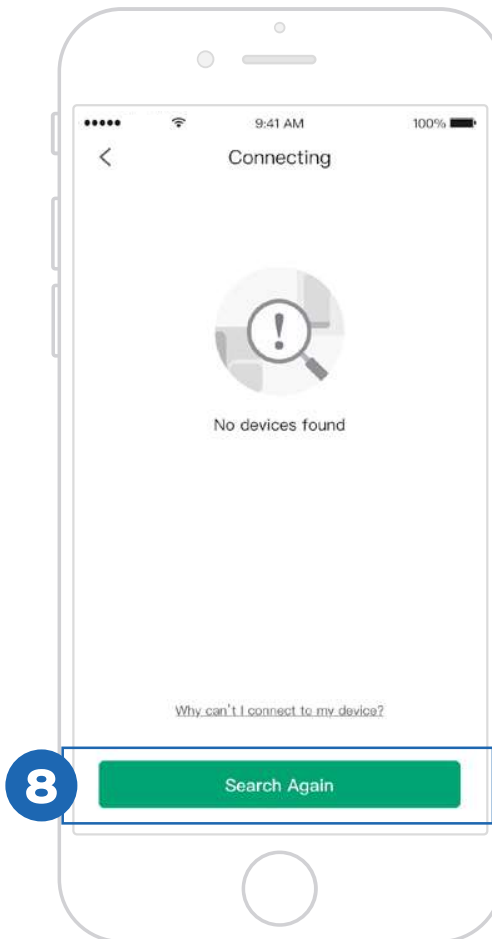 9:41 AM
100%
Connecting
No devices found
Why can't I connect to my device?
8
Search Again